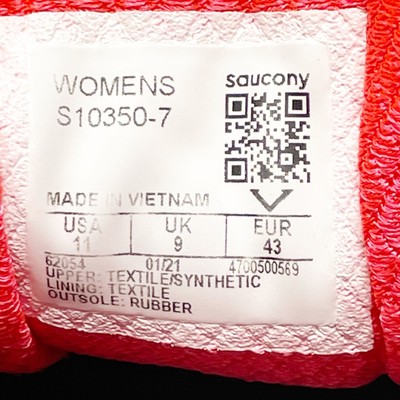 WOMENS
saucony
S10350-7
MADE IN VIETNAM
USA UK EUR
11 9 43
62054 01/21 4700500569
UPPER: TEXTILE/SYNTHETIC
LINING: TEXTILE
OUTSOLE: RUBBER